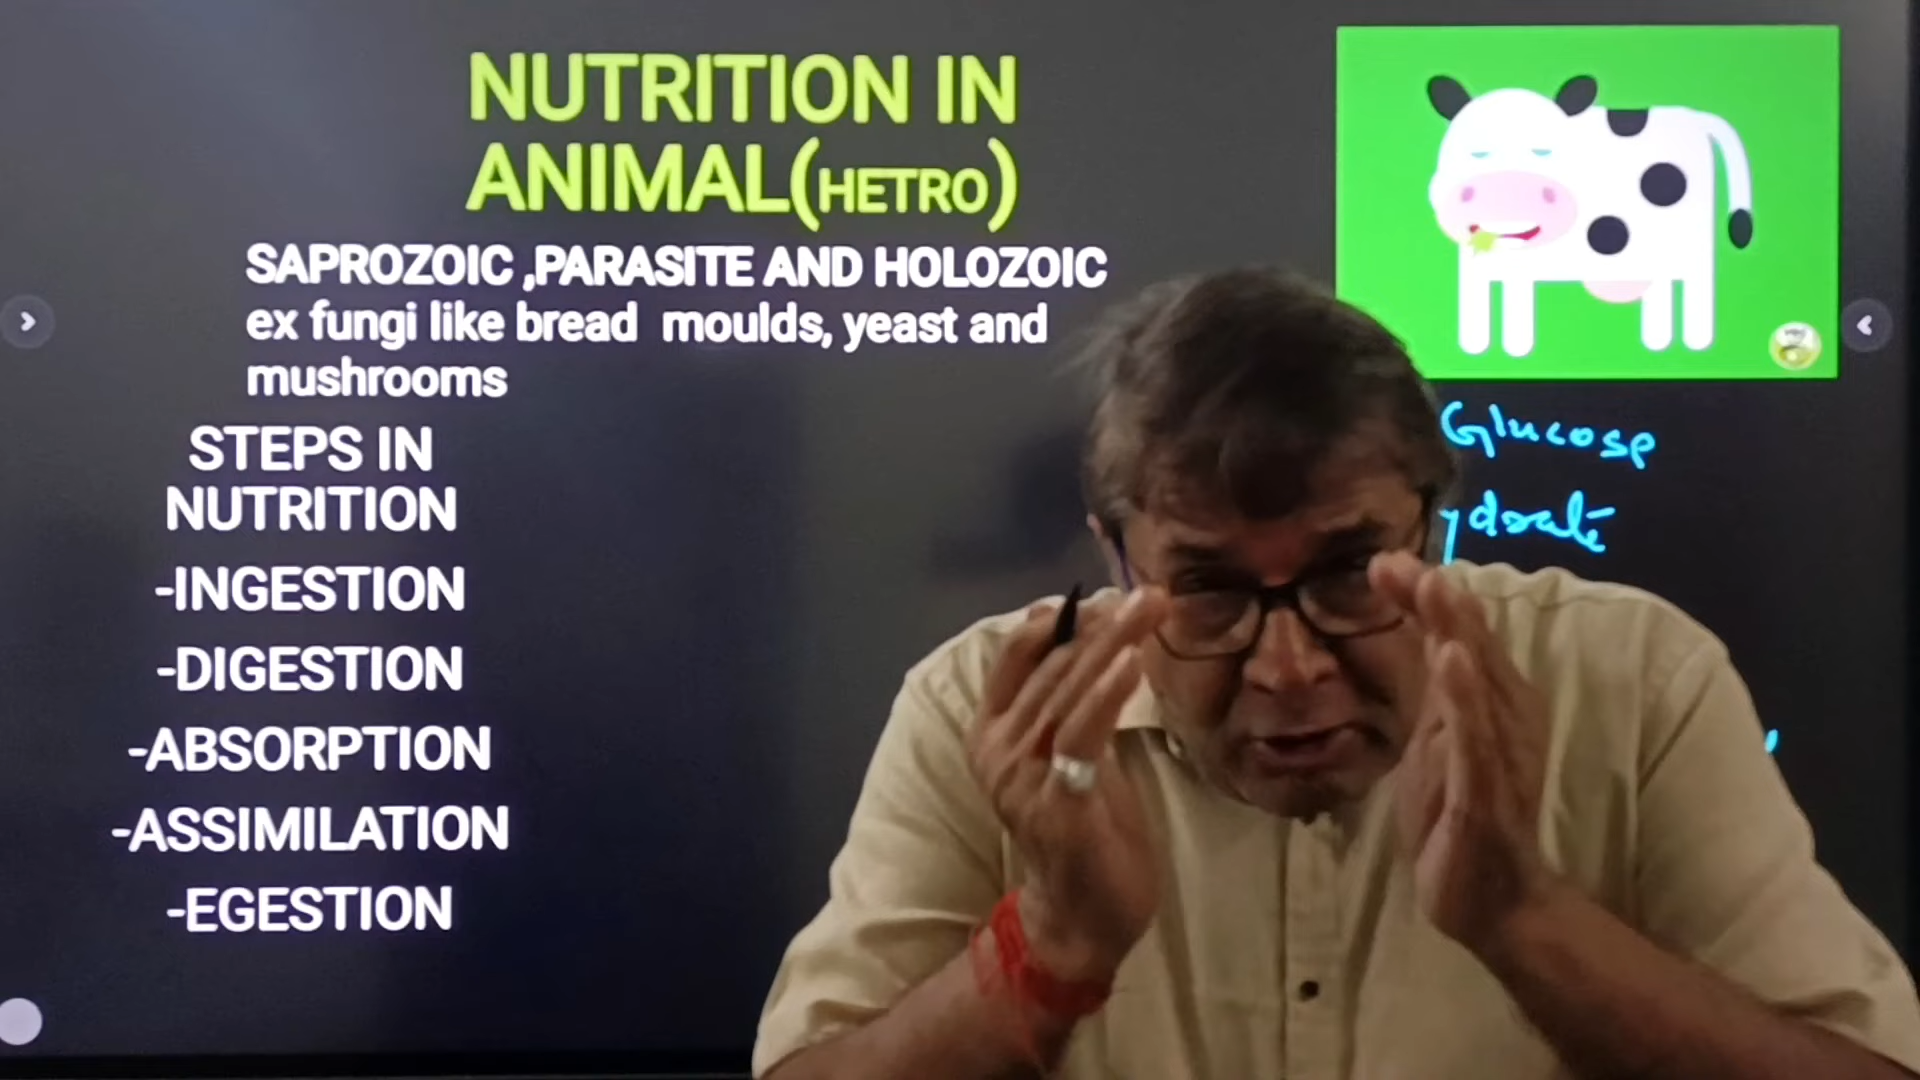 NUTRITION IN
ANIMAL(HETRO)
SAPROZOIC ,PARASITE AND HOLOZOIC
ex fungi like bread moulds, yeast and
mushrooms
STEPS IN
NUTRITION
-INGESTION
-DIGESTION
-ABSORPTION
-ASSIMILATION
-EGESTION
Glucose
ydrate